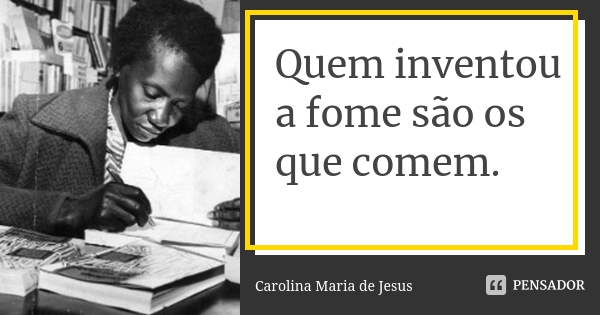 Quem inventou
a fome são os
que comem.
Carolina Maria de Jesus
PENSADOR